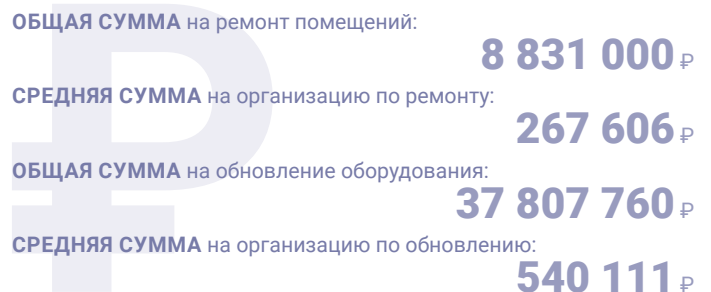 ОБЩАЯ СУММА на ремонт помещений:
8 831 000 ₽
СРЕДНЯЯ СУММА на организацию по ремонту:
267 606 ₽
ОБЩАЯ СУММА на обновление оборудования:
37 807 760 ₽
СРЕДНЯЯ СУММА на организацию по обновлению:
540 111 ₽